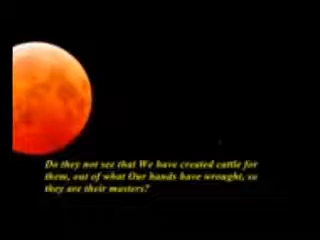 Do they not see that We have created cattle for
them, out of what Our hands have wrought, so
they are their masters?